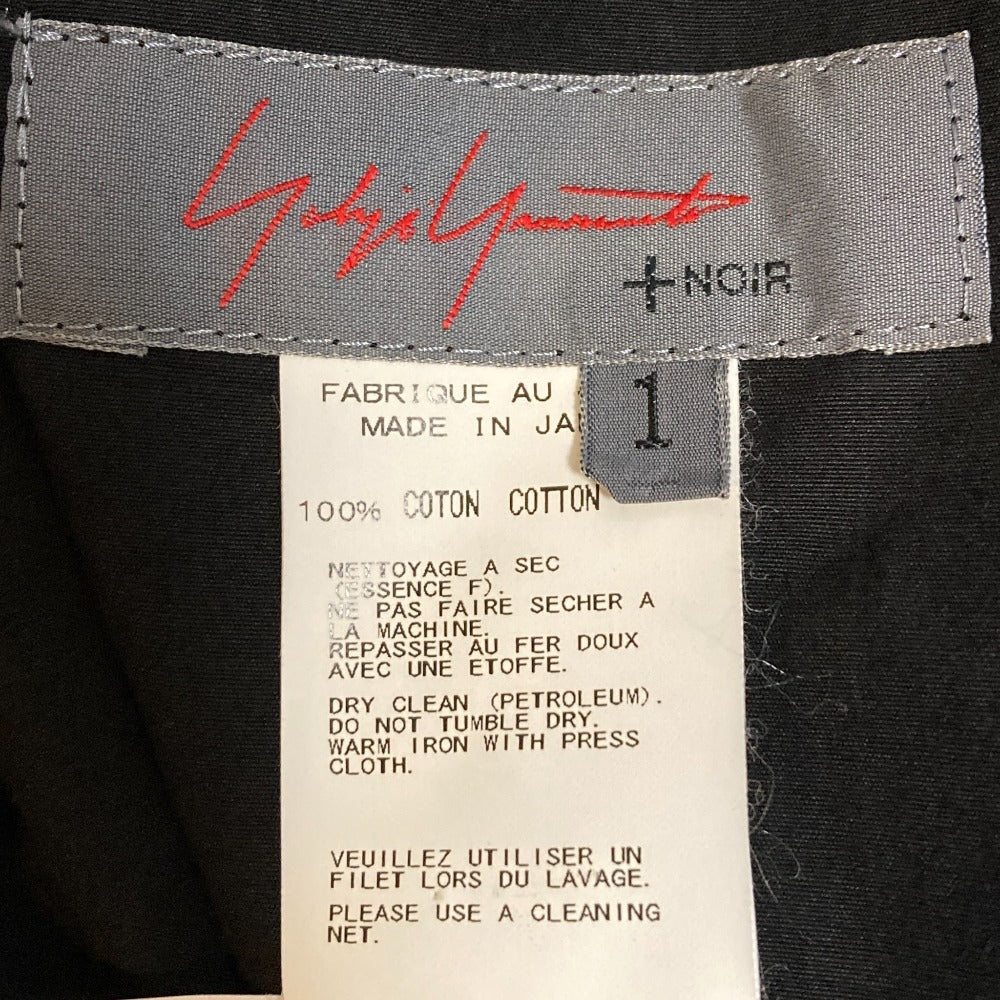 Yohji Yamamoto
+NOIR
1
FABRIQUE AU
MADE IN JA
100% COTON COTTON
NETTOYAGE A SEC
(ESSENCE F).
NE PAS FAIRE SECHER A
LA MACHINE.
REPASSER AU FER DOUX
AVEC UNE ETOFFE.
DRY CLEAN (PETROLEUM).
DO NOT TUMBLE DRY.
WARM IRON WITH PRESS
CLOTH.
VEUILLEZ UTILISER UN
FILET LORS DU LAVAGE.
PLEASE USE A CLEANING
NET.